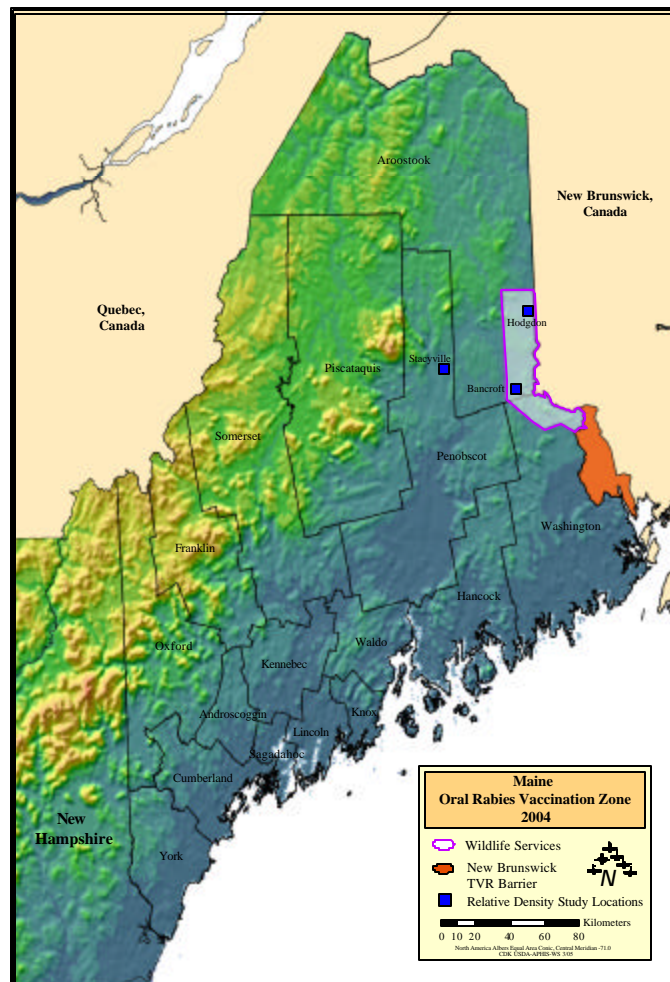 Aroostook
New Brunswick,
Canada
Quebec,
Canada
Hodgdon
Stacyville
Piscataquis
Bancroft
Somerset
Penobscot
Washington
Franklin
Hancock
Oxford
Waldo
Kennebec
Androscoggin
Knox
Lincoln
Sagadahoc
Cumberland
New
Hampshire
York
Maine
Oral Rabies Vaccination Zone
2004
Wildlife Services
New Brunswick
TVR Barrier
N
Relative Density Study Locations
Kilometers
0 10 20 40 60 80
North America Albers Equal Area Conic, Central Meridian -71.0
CDK USDA-APHIS-WS 3/05